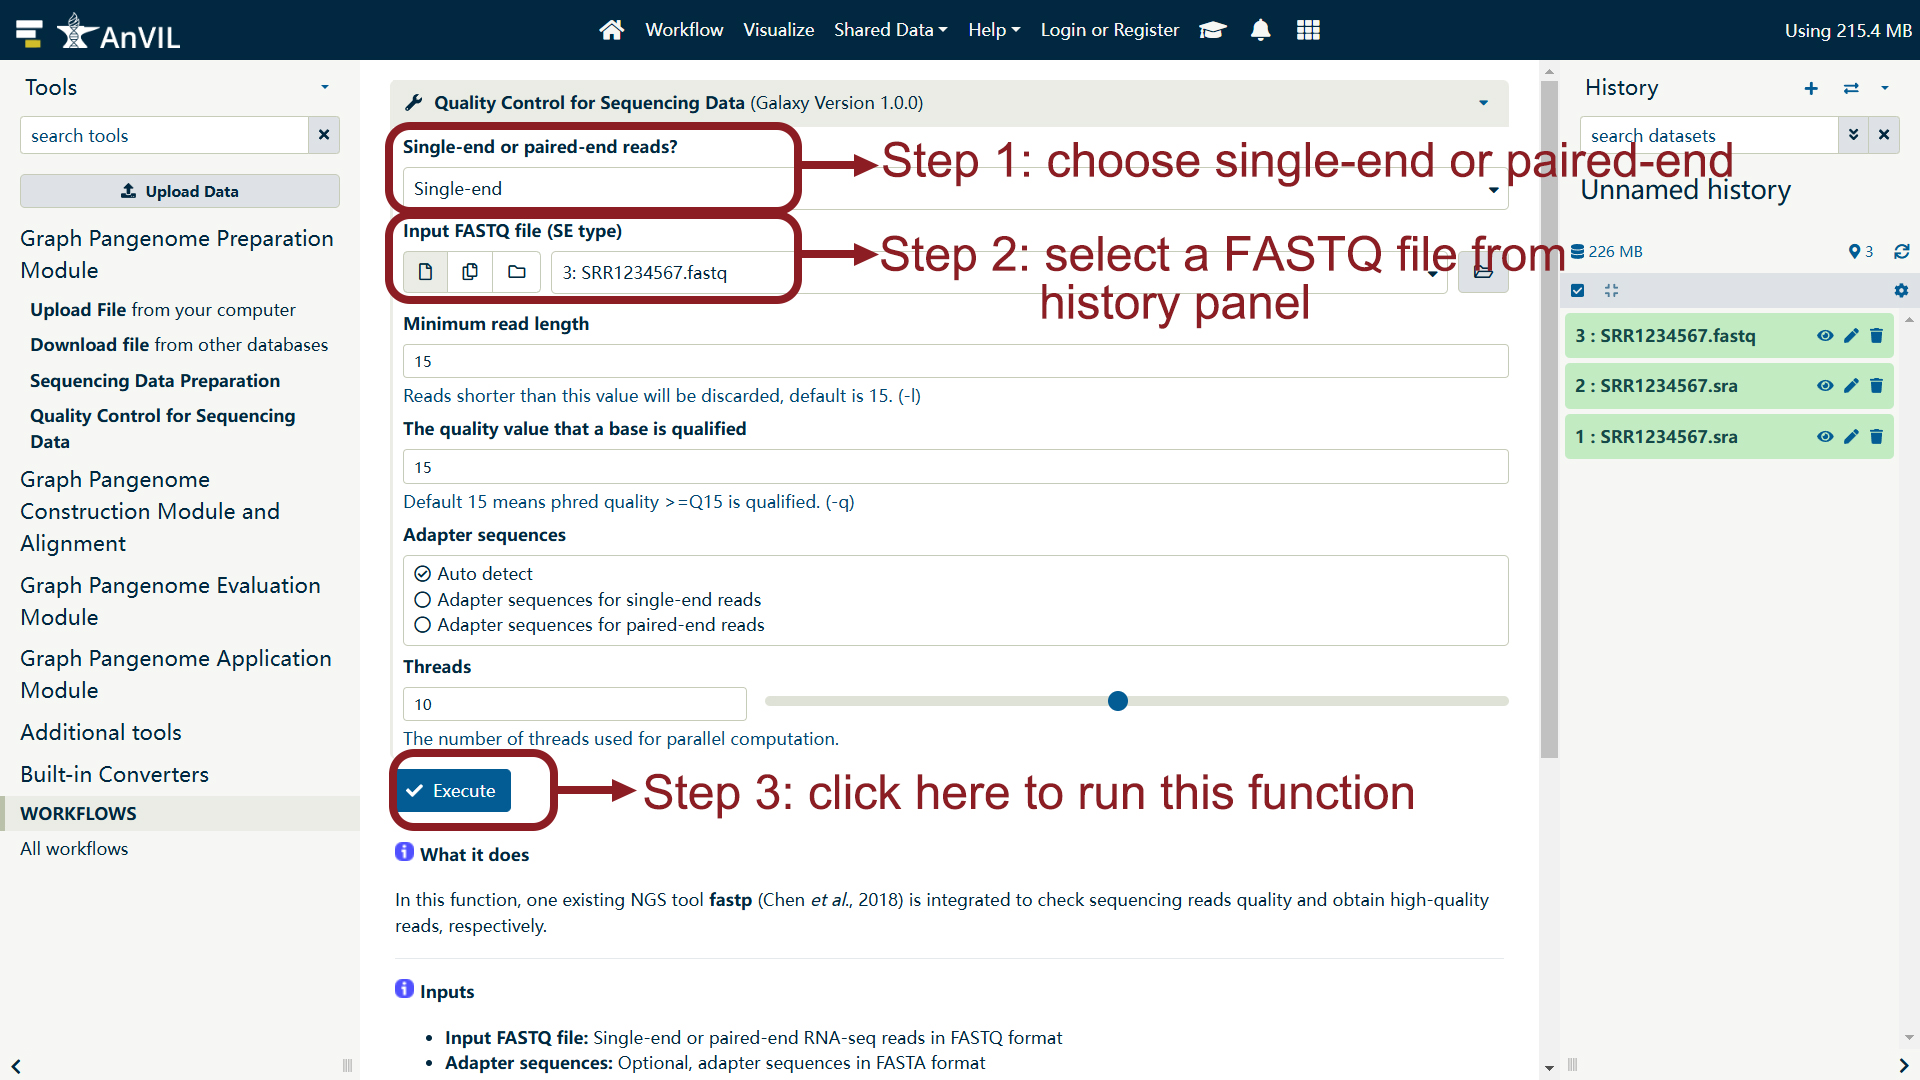 AnVIL
Workflow Visualize Shared Data Help Login or Register
Using 215.4 MB
Tools
search tools
Upload Data
Graph Pangenome Preparation
Module
Upload File from your computer
Download file from other databases
Sequencing Data Preparation
Quality Control for Sequencing
Data
Graph Pangenome
Construction Module and
Alignment
Graph Pangenome Evaluation
Module
Graph Pangenome Application
Module
Additional tools
Built-in Converters
WORKFLOWS
All workflows
Quality Control for Sequencing Data (Galaxy Version 1.0.0)
Single-end or paired-end reads?
Single-end
Step 1: choose single-end or paired-end
Input FASTQ file (SE type)
3: SRR1234567.fastq
Step 2: select a FASTQ file from
history panel
Minimum read length
15
Reads shorter than this value will be discarded, default is 15. (-l)
The quality value that a base is qualified
15
Default 15 means phred quality >=Q15 is qualified. (-q)
Adapter sequences
Auto detect
Adapter sequences for single-end reads
Adapter sequences for paired-end reads
Threads
10
The number of threads used for parallel computation.
Execute
Step 3: click here to run this function
What it does
In this function, one existing NGS tool fastp (Chen et al., 2018) is integrated to check sequencing reads quality and obtain high-quality
reads, respectively.
Inputs
• Input FASTQ file: Single-end or paired-end RNA-seq reads in FASTQ format
• Adapter sequences: Optional, adapter sequences in FASTA format
History
search datasets
Unnamed history
226 MB
3
3 : SRR1234567.fastq
2 : SRR1234567.sra
1 : SRR1234567.sra